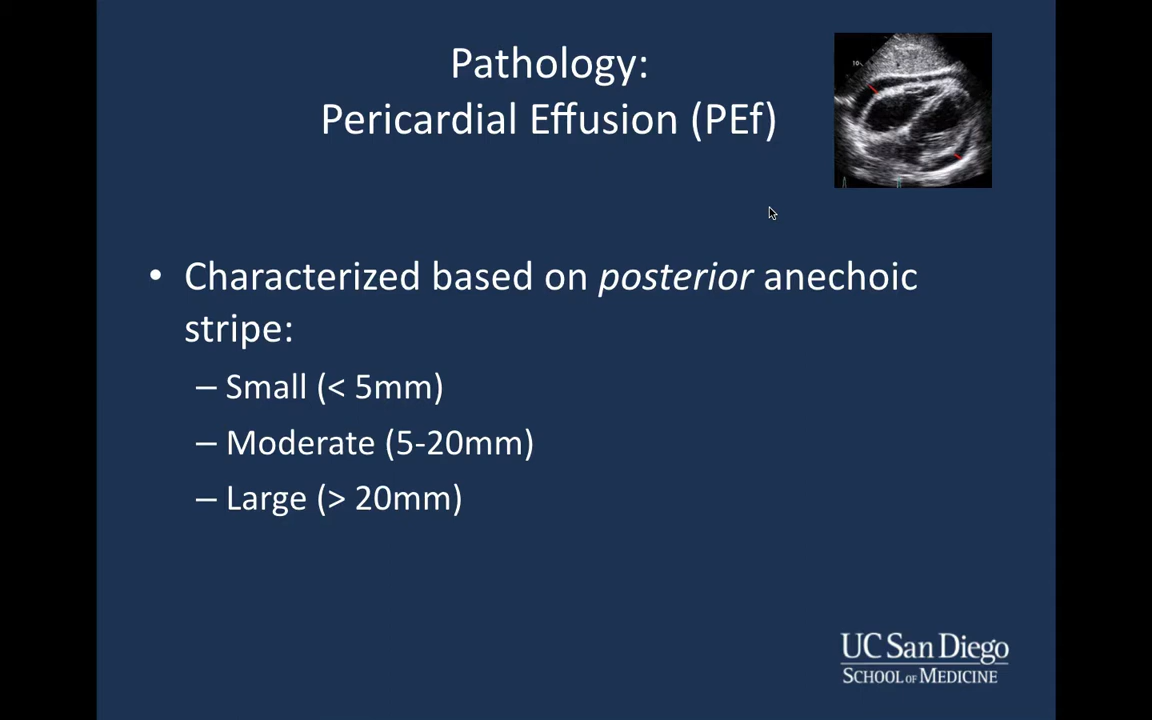 Pathology:
Pericardial Effusion (PEf)
10
• Characterized based on posterior anechoic
stripe:
– Small (< 5mm)
– Moderate (5-20mm)
– Large (> 20mm)
UC San Diego
SCHOOL OF MEDICINE